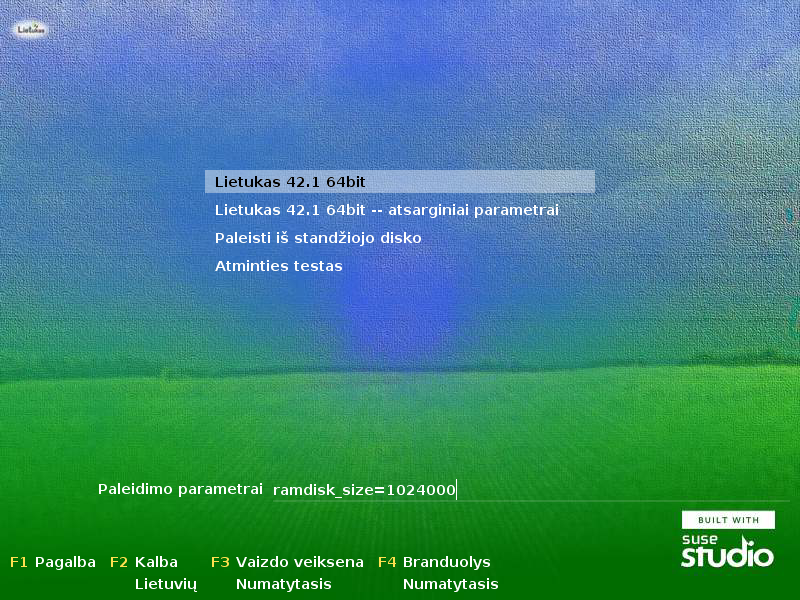 Lietukas
Lietukas 42.1 64bit
Lietukas 42.1 64bit -- atsarginiai parametrai
Paleisti iš standžiojo disko
Atminties testas
Paleidimo parametrai ramdisk_size=1024000
BUILT WITH
suse
studio
F1 Pagalba F2 Kalba F3 Vaizdo veiksena F4 Branduolys
Lietuvių Numatytasis Numatytasis